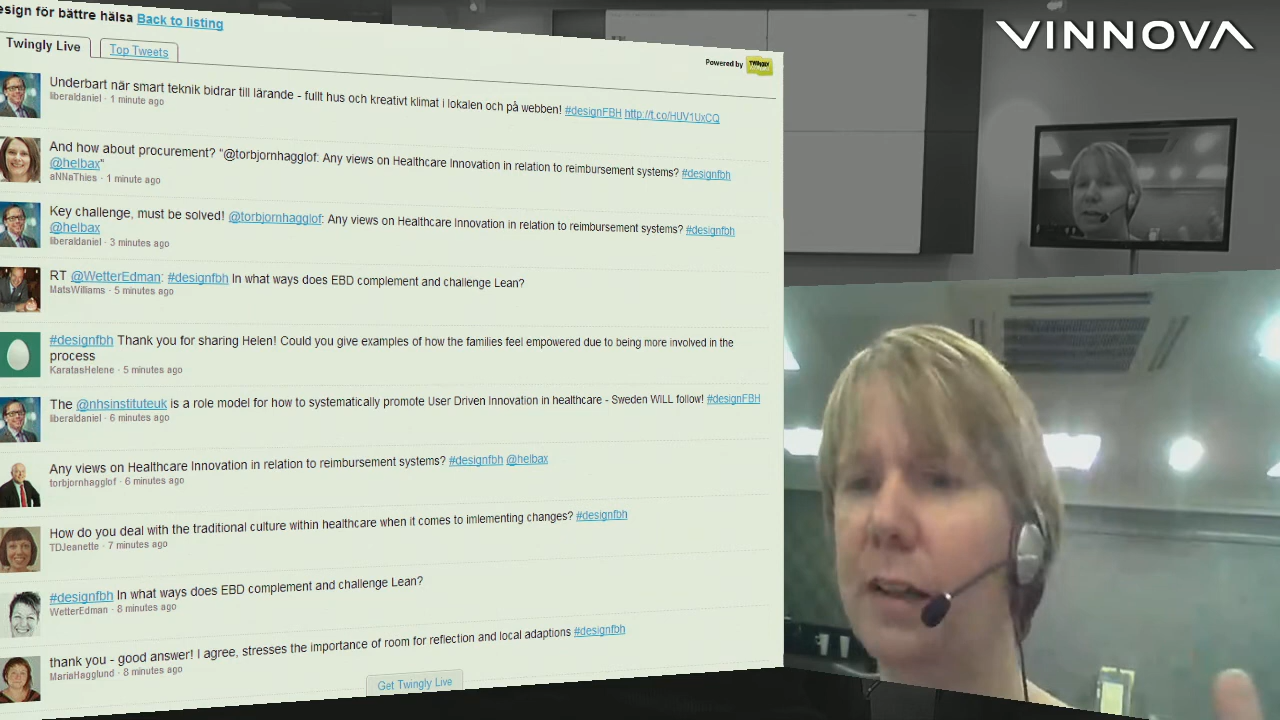 esign för bättre hälsa Back to listing
VINNOVA
Twingly Live
Top Tweets
Powered by TWINGLY
Underbart när smart teknik bidrar till lärande - fullt hus och kreativt klimat i lokalen och på webben! #designFBH http://t.co/HUV1UxCQ
liberaldaniel · 1 minute ago
And how about procurement? "@torbjornhagglof: Any views on Healthcare Innovation in relation to reimbursement systems? #designfbh
@helbax"
aNNaThies · 1 minute ago
Key challenge, must be solved! @torbjornhagglof: Any views on Healthcare Innovation in relation to reimbursement systems? #designfbh
@helbax
liberaldaniel · 3 minutes ago
RT @WetterEdman: #designfbh In what ways does EBD complement and challenge Lean?
MatsWilliams · 5 minutes ago
#designfbh Thank you for sharing Helen! Could you give examples of how the families feel empowered due to being more involved in the
process
KaratasHelene · 5 minutes ago
The @nhsinstituteuk is a role model for how to systematically promote User Driven Innovation in healthcare - Sweden WILL follow! #designFBH
liberaldaniel · 6 minutes ago
Any views on Healthcare Innovation in relation to reimbursement systems? #designfbh @helbax
torbjornhagglof · 6 minutes ago
How do you deal with the traditional culture within healthcare when it comes to imlementing changes? #designfbh
TDJeanette · 7 minutes ago
#designfbh In what ways does EBD complement and challenge Lean?
WetterEdman · 8 minutes ago
thank you - good answer! I agree, stresses the importance of room for reflection and local adaptions #designfbh
MariaHagglund · 8 minutes ago
Get Twingly Live